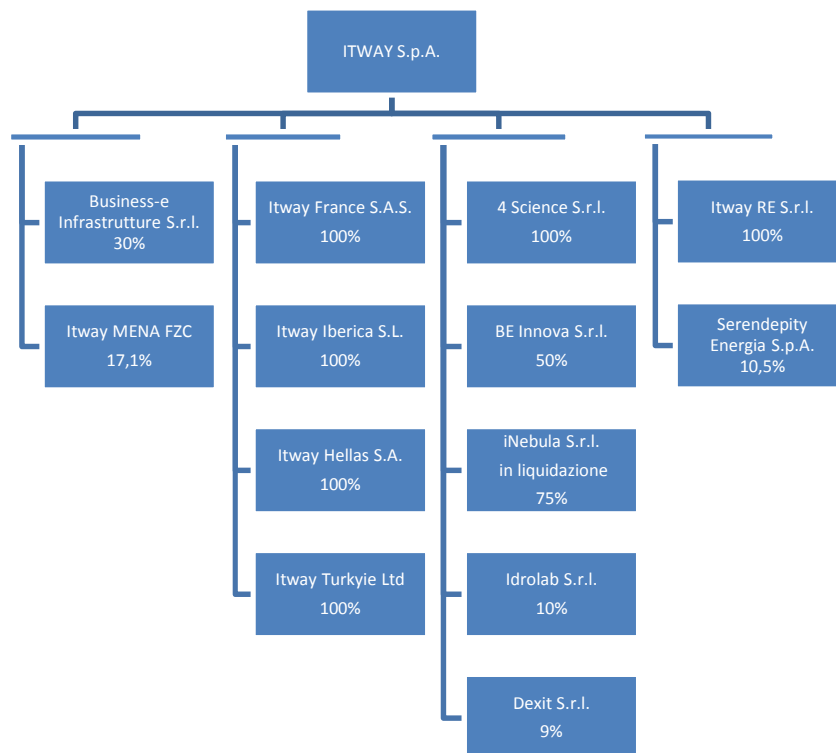 ITWAY S.p.A.
Business-e
Infrastrutture S.r.l.
30%
Itway MENA FZC
17,1%
Itway France S.A.S.
100%
Itway Iberica S.L.
100%
Itway Hellas S.A.
100%
Itway Turkyie Ltd
100%
4 Science S.r.l.
100%
BE Innova S.r.l.
50%
iNebula S.r.l.
in liquidazione
75%
Idrolab S.r.l.
10%
Dexit S.r.l.
9%
Itway RE S.r.l.
100%
Serendepity
Energia S.p.A.
10,5%